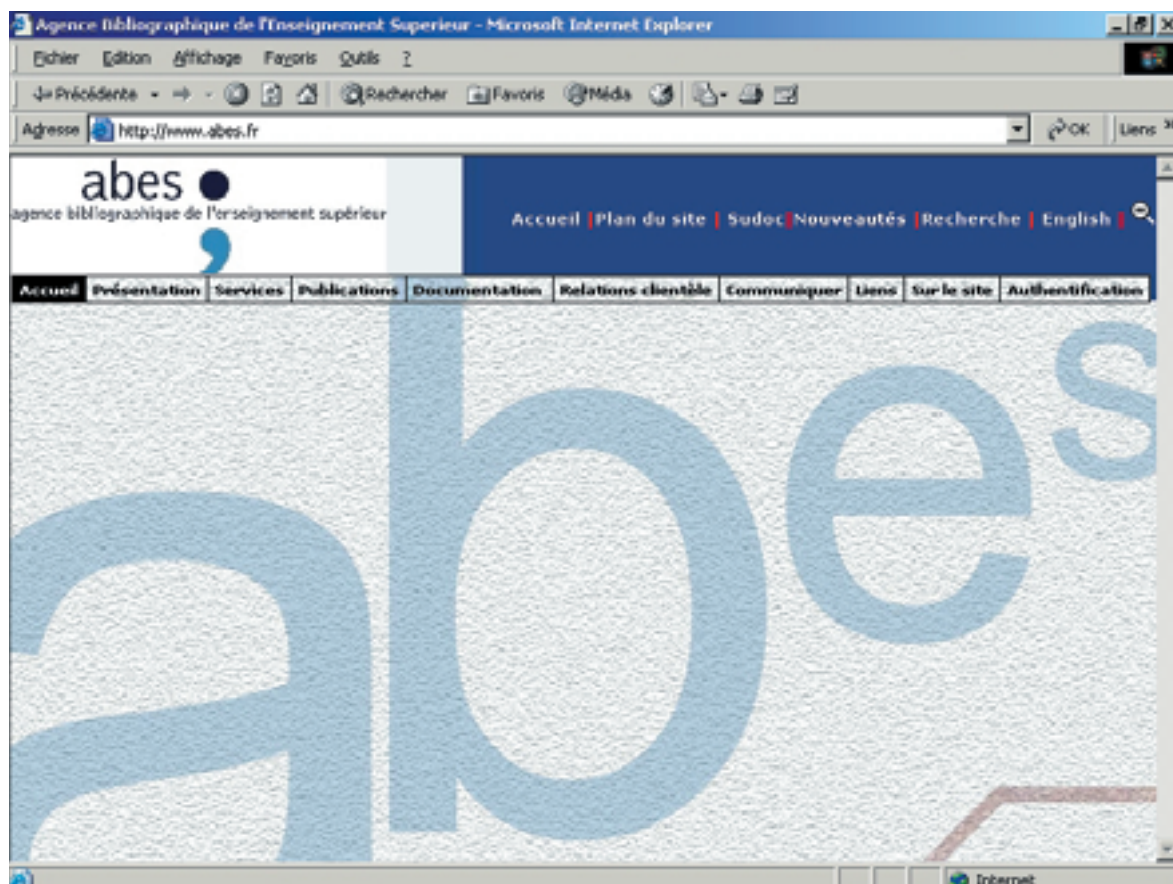 Agence Bibliographique de l'Enseignement Superieur - Microsoft Internet Explorer
Fichier Edition Affichage Favoris Outils ?
Précédente Rechercher Favoris Média
Adresse http://www.abes.fr OK Liens »
abes
agence bibliographique de l'enseignement supérieur
Accueil | Plan du site | Sudoc | Nouveautés | Recherche | English |
Accueil Présentation Services Publications Documentation Relations clientèle Communiquer Liens Sur le site Authentification
abes
Internet